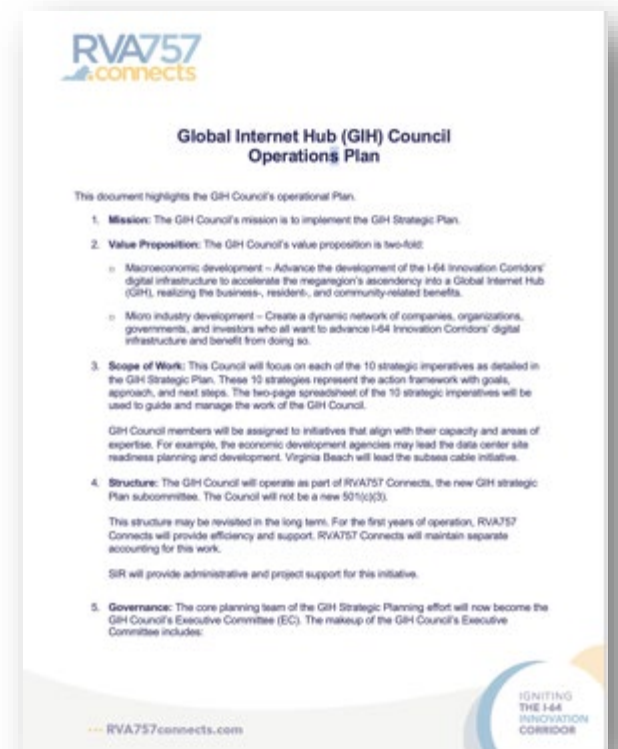 RVA757
connects
Global Internet Hub (GIH) Council
Operations Plan
This document highlights the GIH Council's operational Plan.
1. Mission: The GIH Council's mission is to implement the GIH Strategic Plan.
2. Value Proposition: The GIH Council's value proposition is two-fold:
o Macroeconomic development – Advance the development of the I-64 Innovation Corridors'
digital infrastructure to accelerate the megaregion's ascendency into a Global Internet Hub
(GIH), realizing the business-, resident-, and community-related benefits.
o Micro industry development – Create a dynamic network of companies, organizations,
governments, and investors who all want to advance I-64 Innovation Corridors' digital
infrastructure and benefit from doing so.
3. Scope of Work: This Council will focus on each of the 10 strategic imperatives as detailed in
the GIH Strategic Plan. These 10 strategies represent the action framework with goals,
approach, and next steps. The two-page spreadsheet of the 10 strategic imperatives will be
used to guide and manage the work of the GIH Council.
GIH Council members will be assigned to initiatives that align with their capacity and areas of
expertise. For example, the economic development agencies may lead the data center site
readiness planning and development. Virginia Beach will lead the subsea cable initiative.
4. Structure: The GIH Council will operate as part of RVA757 Connects, the new GIH strategic
Plan subcommittee. The Council will not be a new 501(c)(3).
This structure may be revisited in the long term. For the first years of operation, RVA757
Connects will provide efficiency and support. RVA757 Connects will maintain separate
accounting for this work.
SIR will provide administrative and project support for this initiative.
5. Governance: The core planning team of the GIH Strategic Planning effort will now become the
GIH Council's Executive Committee (EC). The makeup of the GIH Council's Executive
Committee includes:
RVA757connects.com
IGNITING
THE I-64
INNOVATION
CORRIDOR